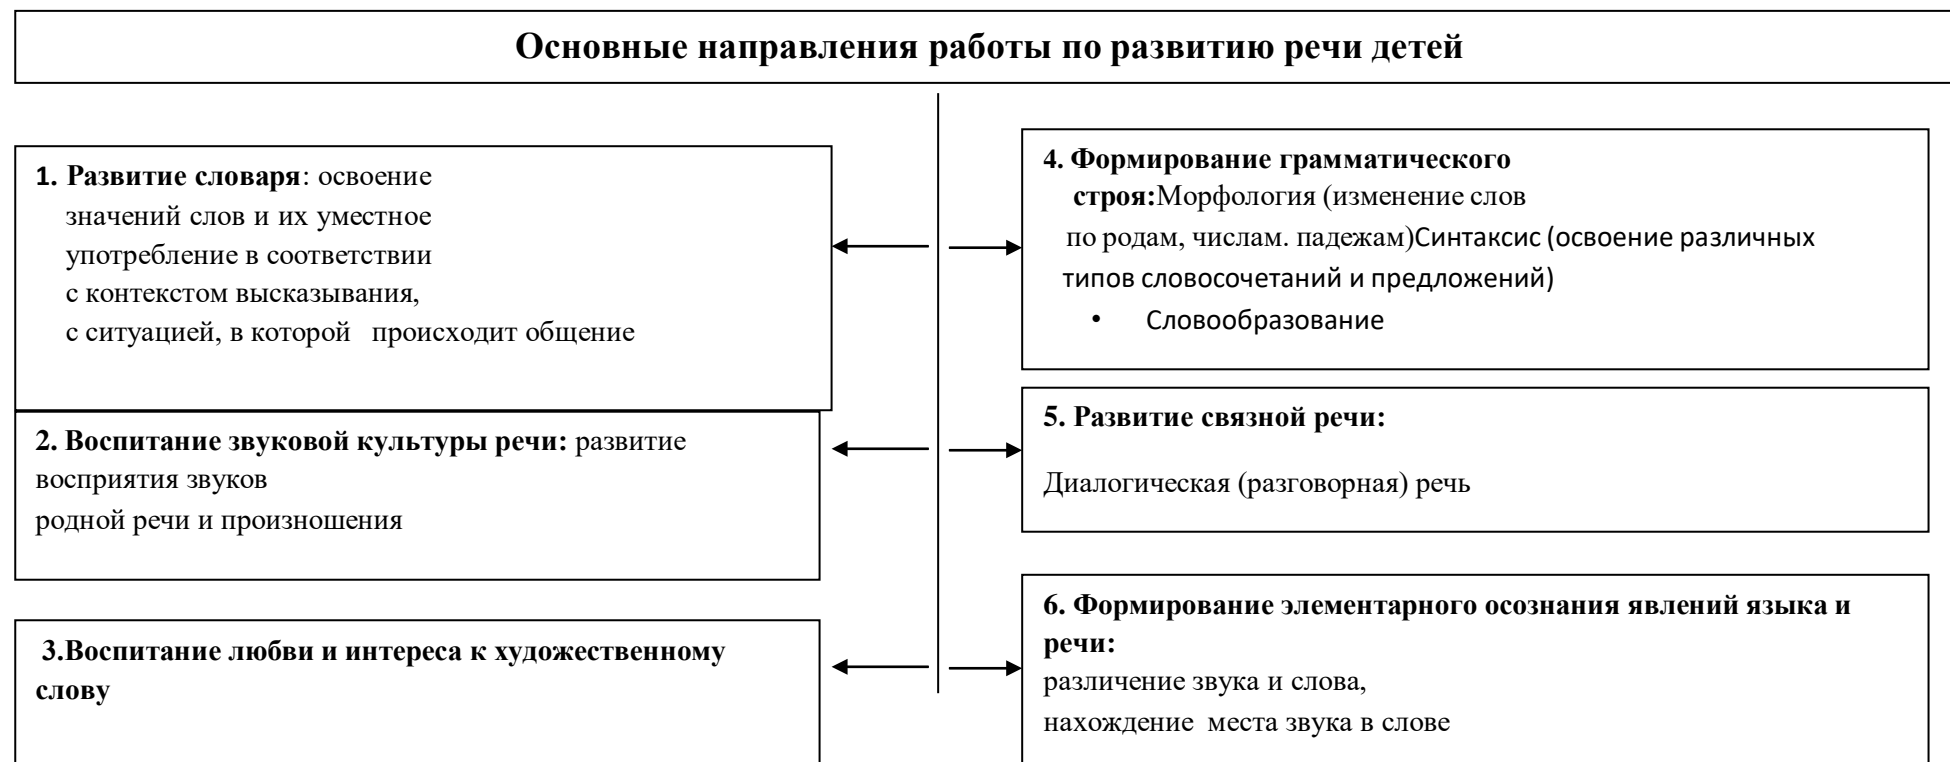 Основные направления работы по развитию речи детей
1. Развитие словаря: освоение
значений слов и их уместное
употребление в соответствии
с контекстом высказывания,
с ситуацией, в которой происходит общение
2. Воспитание звуковой культуры речи: развитие
восприятия звуков
родной речи и произношения
3.Воспитание любви и интереса к художественному
слову
4. Формирование грамматического
строя:Морфология (изменение слов
по родам, числам. падежам)Синтаксис (освоение различных
типов словосочетаний и предложений)
• Словообразование
5. Развитие связной речи:
Диалогическая (разговорная) речь
6. Формирование элементарного осознания явлений языка и
речи:
различение звука и слова,
нахождение места звука в слове